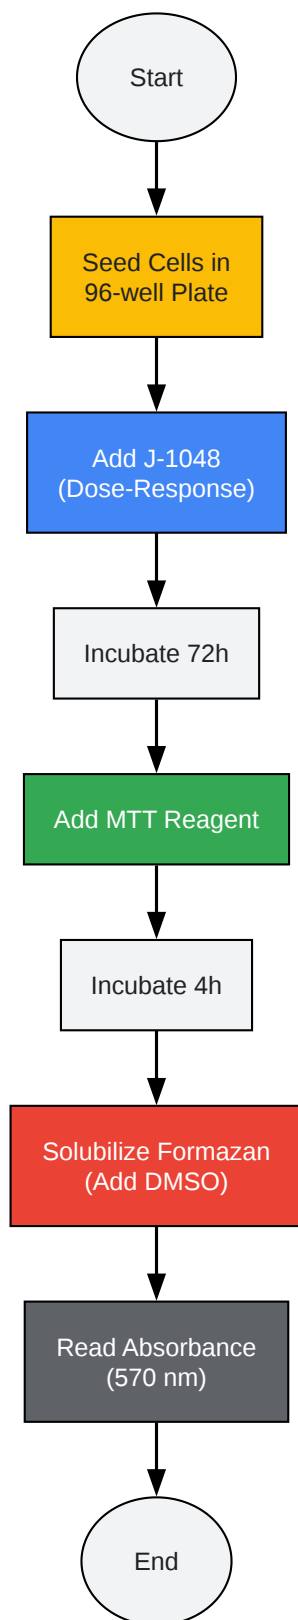 Start
Seed Cells in
96-well Plate
Add J-1048
(Dose-Response)
Incubate 72h
Add MTT Reagent
Incubate 4h
Solubilize Formazan
(Add DMSO)
Read Absorbance
(570 nm)
End